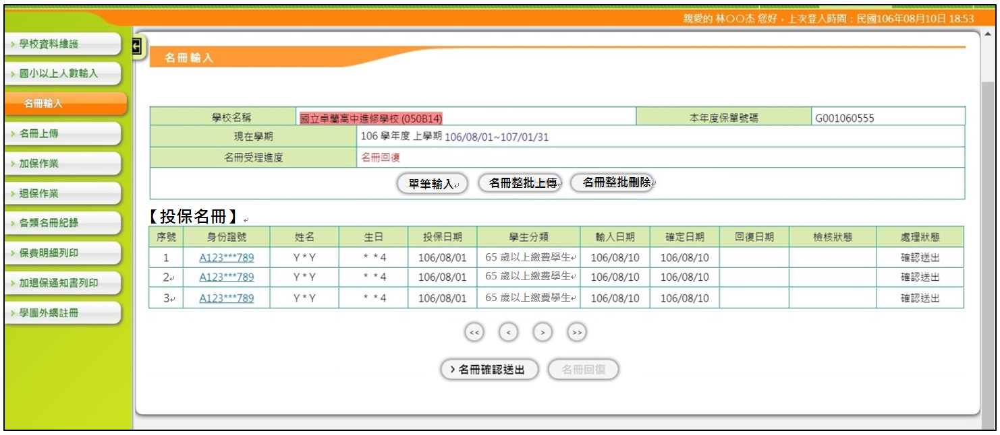 親愛的 林〇〇杰 您好，上次登入時間：民國106年08月10日 18:53
學校資料維護
國小以上人數輸入
名冊輸入
名冊上傳
加保作業
退保作業
各類名冊紀錄
保費明細列印
加退保通知書列印
學團外網註冊
名冊輸入
學校名稱 國立卓蘭高中進修學校 (050B14) 本年度保單號碼 G001060555
現在學期 106 學年度 上學期 106/08/01~107/01/31
名冊受理進度 名冊回復
單筆輸入 名冊整批上傳 名冊整批刪除
【投保名冊】
序號 身份證號 姓名 生日 投保日期 學生分類 輸入日期 確定日期 回復日期 檢核狀態 處理狀態
1 A123***789 Y*Y * *4 106/08/01 65 歲以上繳費學生 106/08/10 106/08/10 確認送出
2 A123***789 Y*Y * *4 106/08/01 65 歲以上繳費學生 106/08/10 106/08/10 確認送出
3 A123***789 Y*Y * *4 106/08/01 65 歲以上繳費學生 106/08/10 106/08/10 確認送出
<< < > >>
> 名冊確認送出 名冊回復